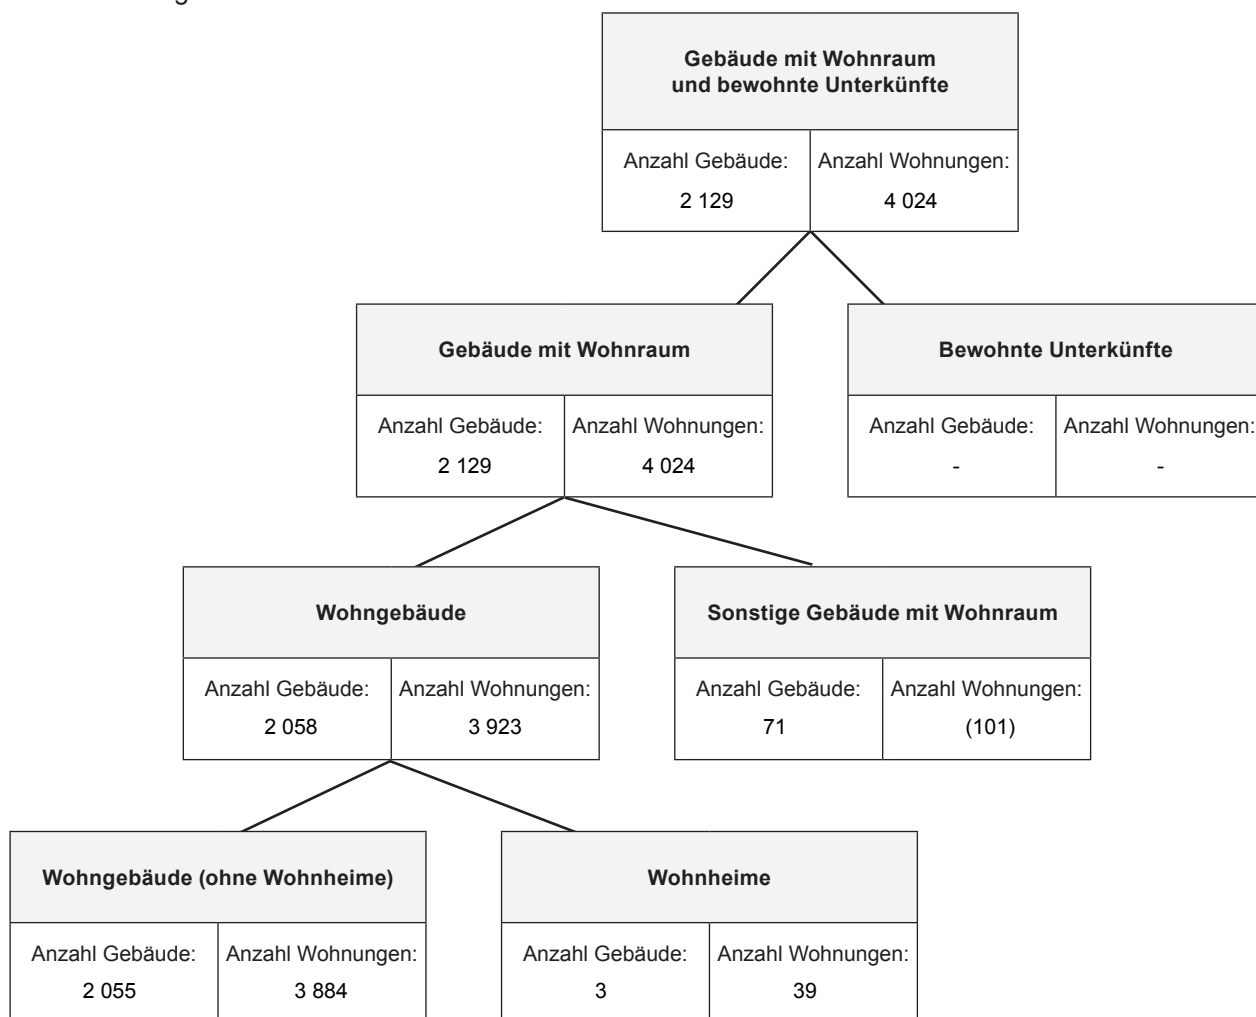 Gebäude mit Wohnraum
und bewohnte Unterkünfte
Anzahl Gebäude: Anzahl Wohnungen:
2 129 4 024
Gebäude mit Wohnraum
Anzahl Gebäude: Anzahl Wohnungen:
2 129 4 024
Bewohnte Unterkünfte
Anzahl Gebäude: Anzahl Wohnungen:
- -
Wohngebäude
Anzahl Gebäude: Anzahl Wohnungen:
2 058 3 923
Sonstige Gebäude mit Wohnraum
Anzahl Gebäude: Anzahl Wohnungen:
71 (101)
Wohngebäude (ohne Wohnheime)
Anzahl Gebäude: Anzahl Wohnungen:
2 055 3 884
Wohnheime
Anzahl Gebäude: Anzahl Wohnungen:
3 39